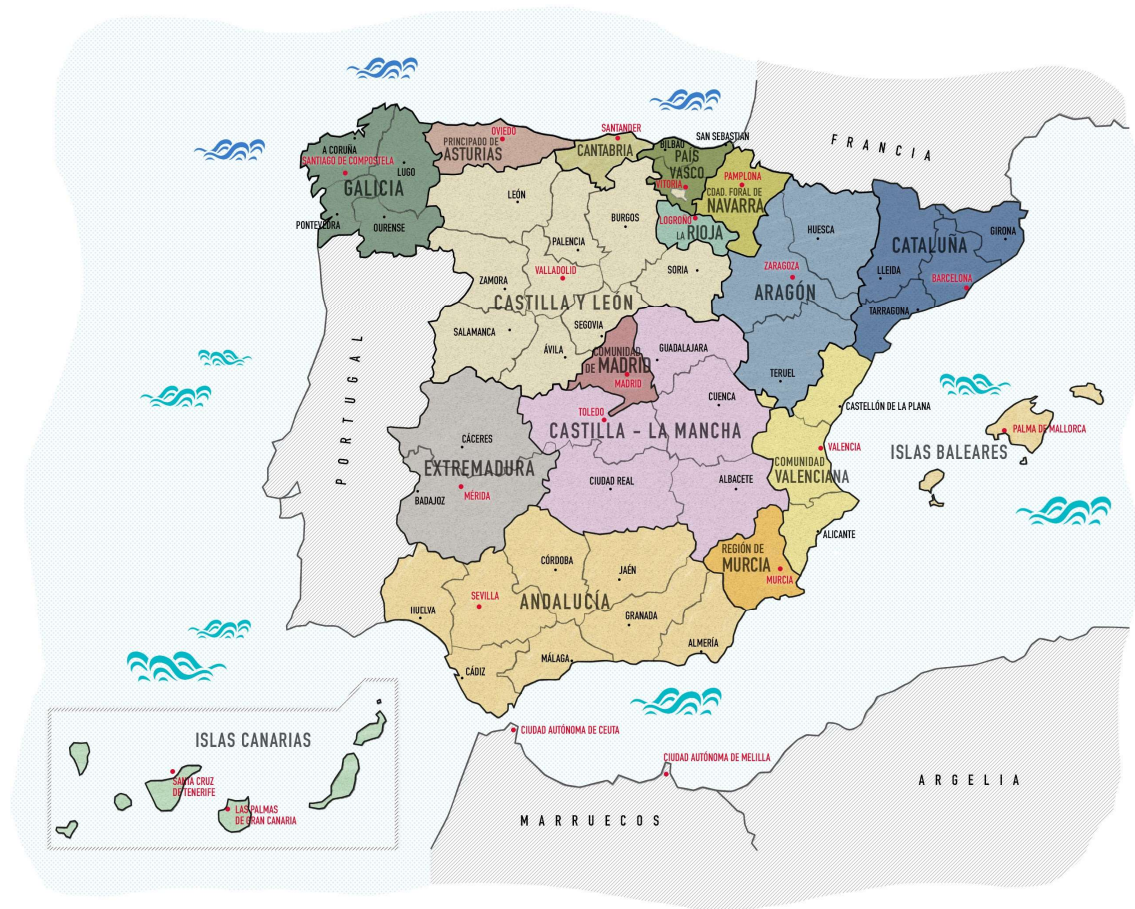 FRANCIA
OVIEDO
PRINCIPADO DE
ASTURIAS
SANTANDER
CANTABRIA
SAN SEBASTIÁN
BILBAO
PAÍS
VASCO
VITORIA
PAMPLONA
COAD. FORAL DE
NAVARRA
A CORUÑA
SANTIAGO DE COMPOSTELA
LUGO
GALICIA
PONTEVEDRA
OURENSE
LOGROÑO
LA RIOJA
LEÓN
BURGOS
PALENCIA
VALLADOLID
ZAMORA
SORIA
CASTILLA Y LEÓN
SALAMANCA
SEGOVIA
ÁVILA
HUESCA
ZARAGOZA
ARAGÓN
TERUEL
CATALUÑA
GIRONA
LLEIDA
BARCELONA
TARRAGONA
COMUNIDAD
DE MADRID
MADRID
GUADALAJARA
CUENCA
TOLEDO
CASTILLA - LA MANCHA
CIUDAD REAL
ALBACETE
PORTUGAL
CÁCERES
EXTREMADURA
BADAJOZ
MÉRIDA
CASTELLÓN DE LA PLANA
VALENCIA
COMUNIDAD
VALENCIANA
ALICANTE
PALMA DE MALLORCA
ISLAS BALEARES
REGIÓN DE
MURCIA
MURCIA
CÓRDOBA
JAÉN
SEVILLA
ANDALUCÍA
HUELVA
GRANADA
ALMERÍA
MÁLAGA
CÁDIZ
ISLAS CANARIAS
SANTA CRUZ
DE TENERIFE
LAS PALMAS
DE GRAN CANARIA
CIUDAD AUTÓNOMA DE CEUTA
CIUDAD AUTÓNOMA DE MELILLA
MARRUECOS
ARGELIA